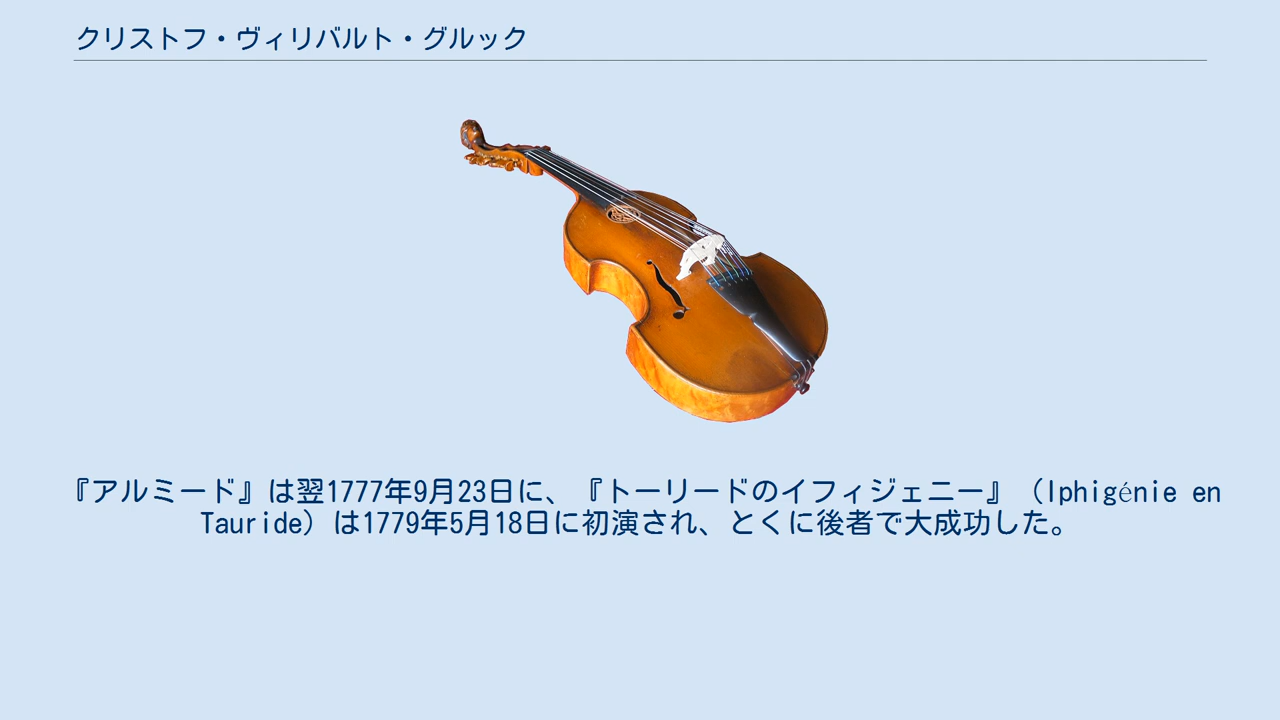 クリストフ・ヴィリバルト・グルック
『アルミード』は翌1777年9月23日に、『トーリードのイフィジェニー』（Iphigénie en
Tauride）は1779年5月18日に初演され、とくに後者で大成功した。